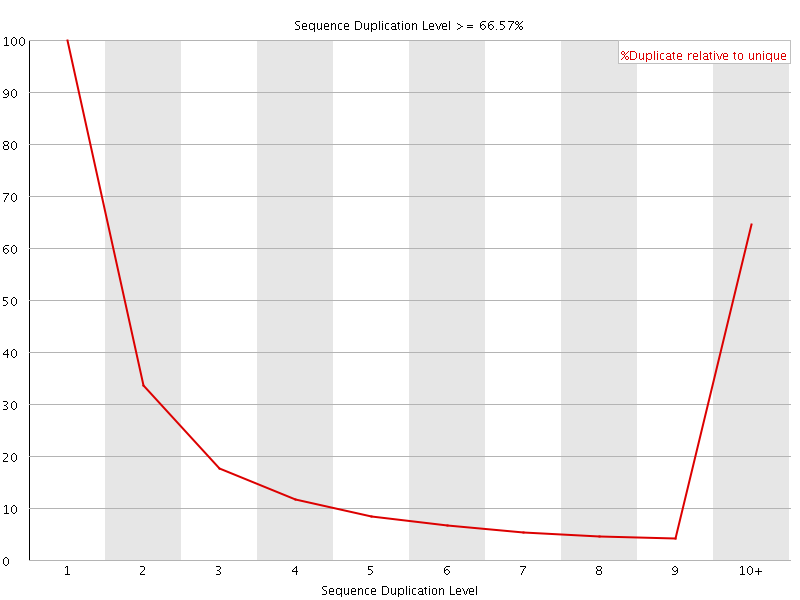 Sequence Duplication Level >= 66.57%
%Duplicate relative to unique
100
90
80
70
60
50
40
30
20
10
0
1 2 3 4 5 6 7 8 9 10+
Sequence Duplication Level